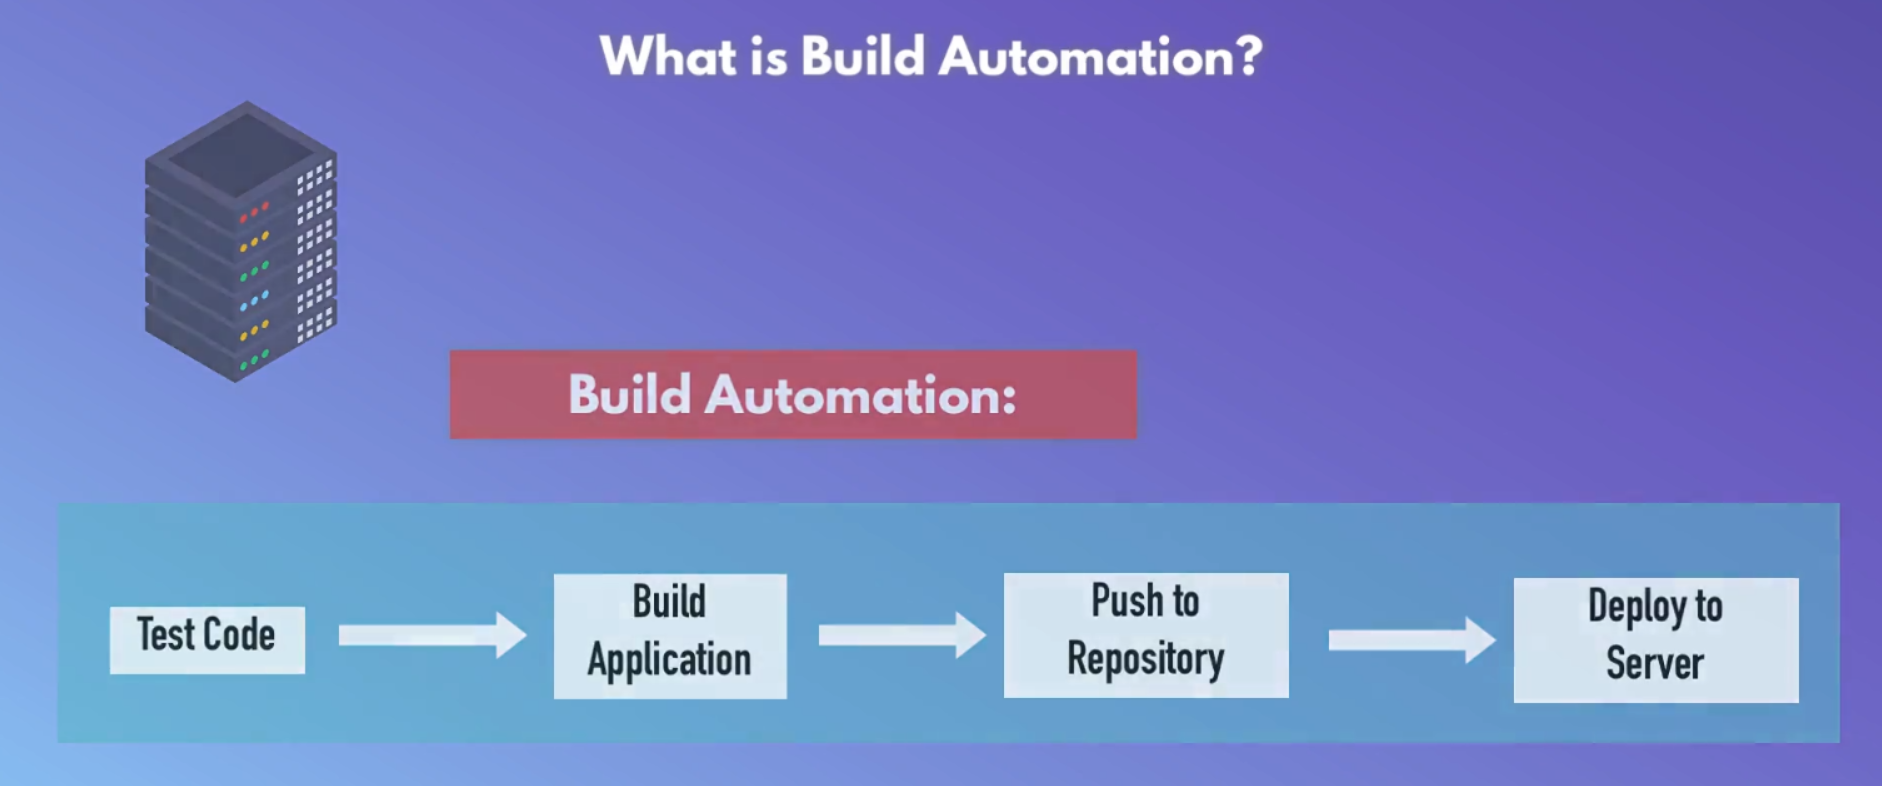 What is Build Automation?
Build Automation:
Test Code
Build
Application
Push to
Repository
Deploy to
Server